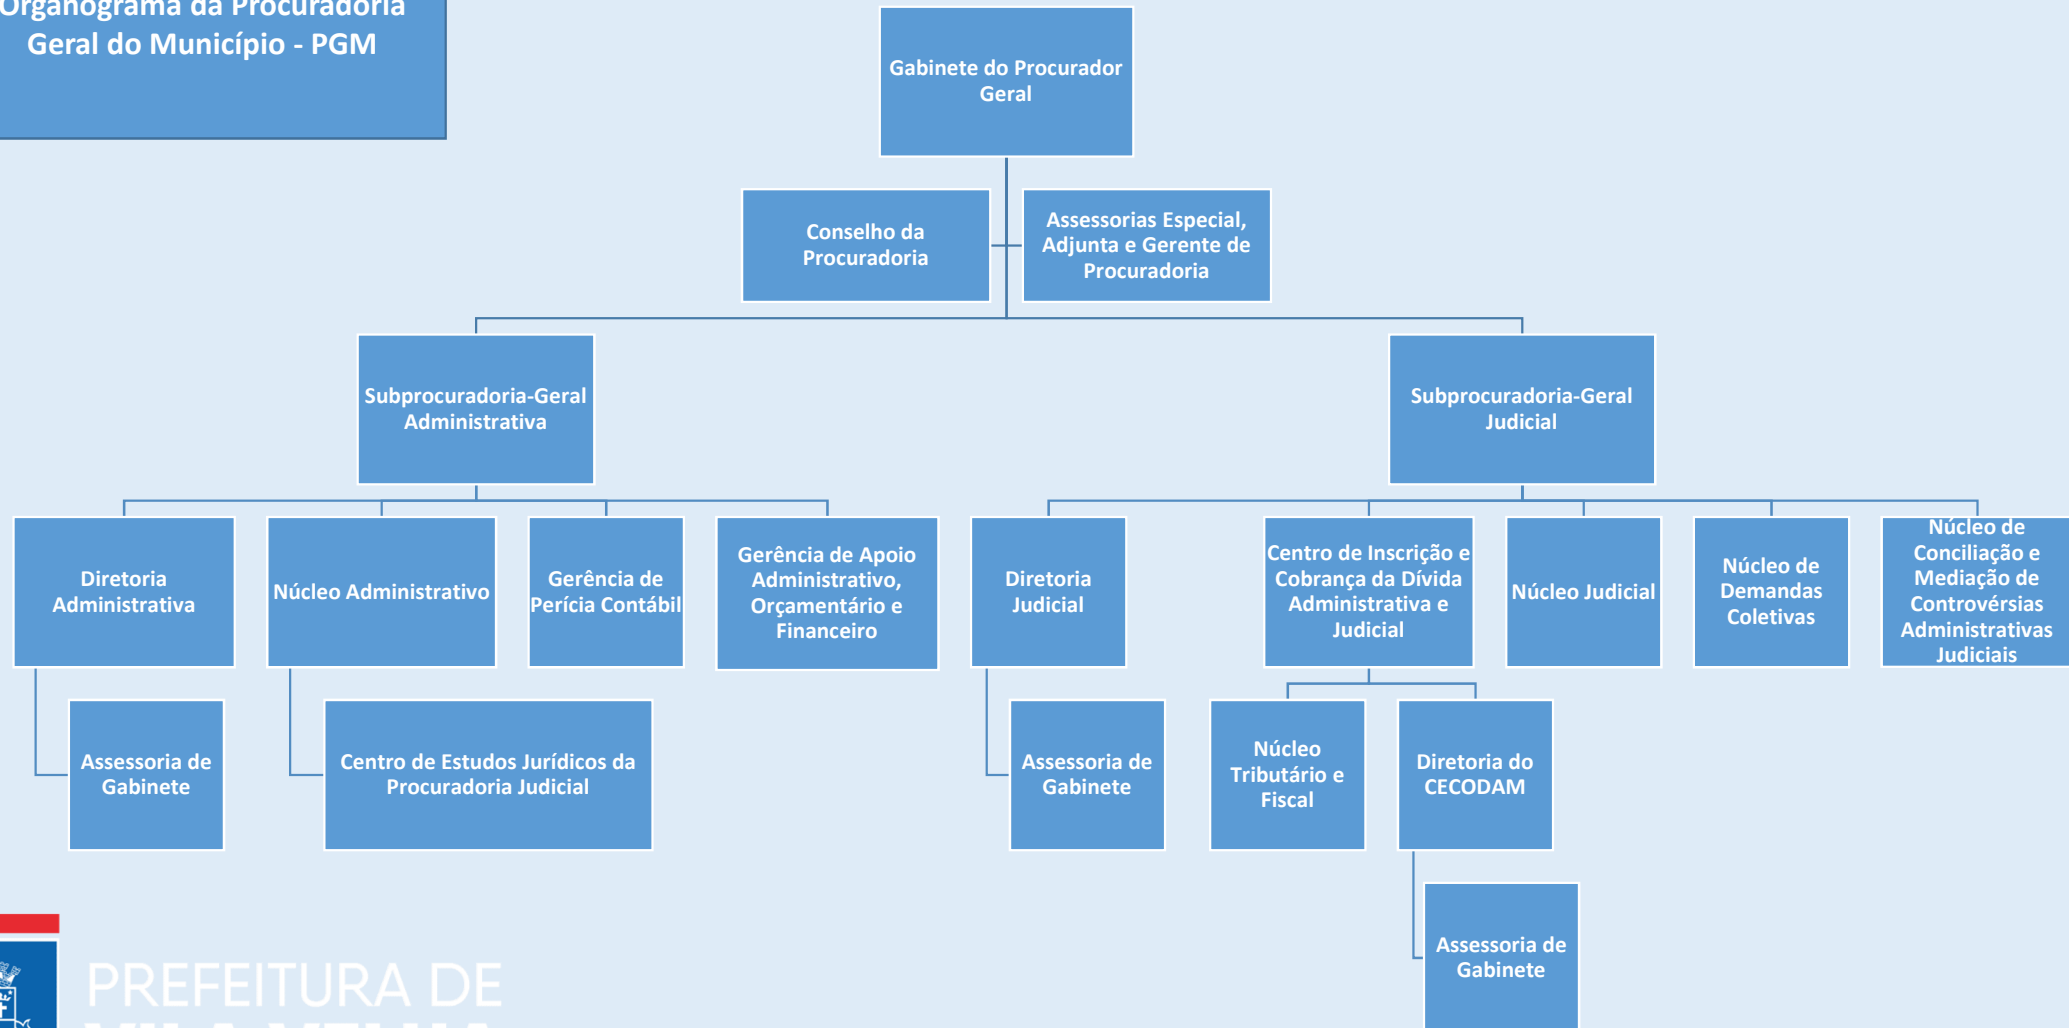 Organograma da Procuradoria
Geral do Município - PGM
Gabinete do Procurador
Geral
Conselho da
Procuradoria
Assessorias Especial,
Adjunta e Gerente de
Procuradoria
Subprocuradoria-Geral
Administrativa
Subprocuradoria-Geral
Judicial
Diretoria
Administrativa
Núcleo Administrativo
Gerência de
Perícia Contábil
Gerência de Apoio
Administrativo,
Orçamentário e
Financeiro
Diretoria
Judicial
Centro de Inscrição e
Cobrança da Dívida
Administrativa e
Judicial
Núcleo Judicial
Núcleo de
Demandas
Coletivas
Núcleo de
Conciliação e
Mediação de
Controvérsias
Administrativas
Judiciais
Assessoria de
Gabinete
Centro de Estudos Jurídicos da
Procuradoria Judicial
Assessoria de
Gabinete
Núcleo
Tributário e
Fiscal
Diretoria do
CECODAM
Assessoria de
Gabinete
PREFEITURA DE
VILA VELHA